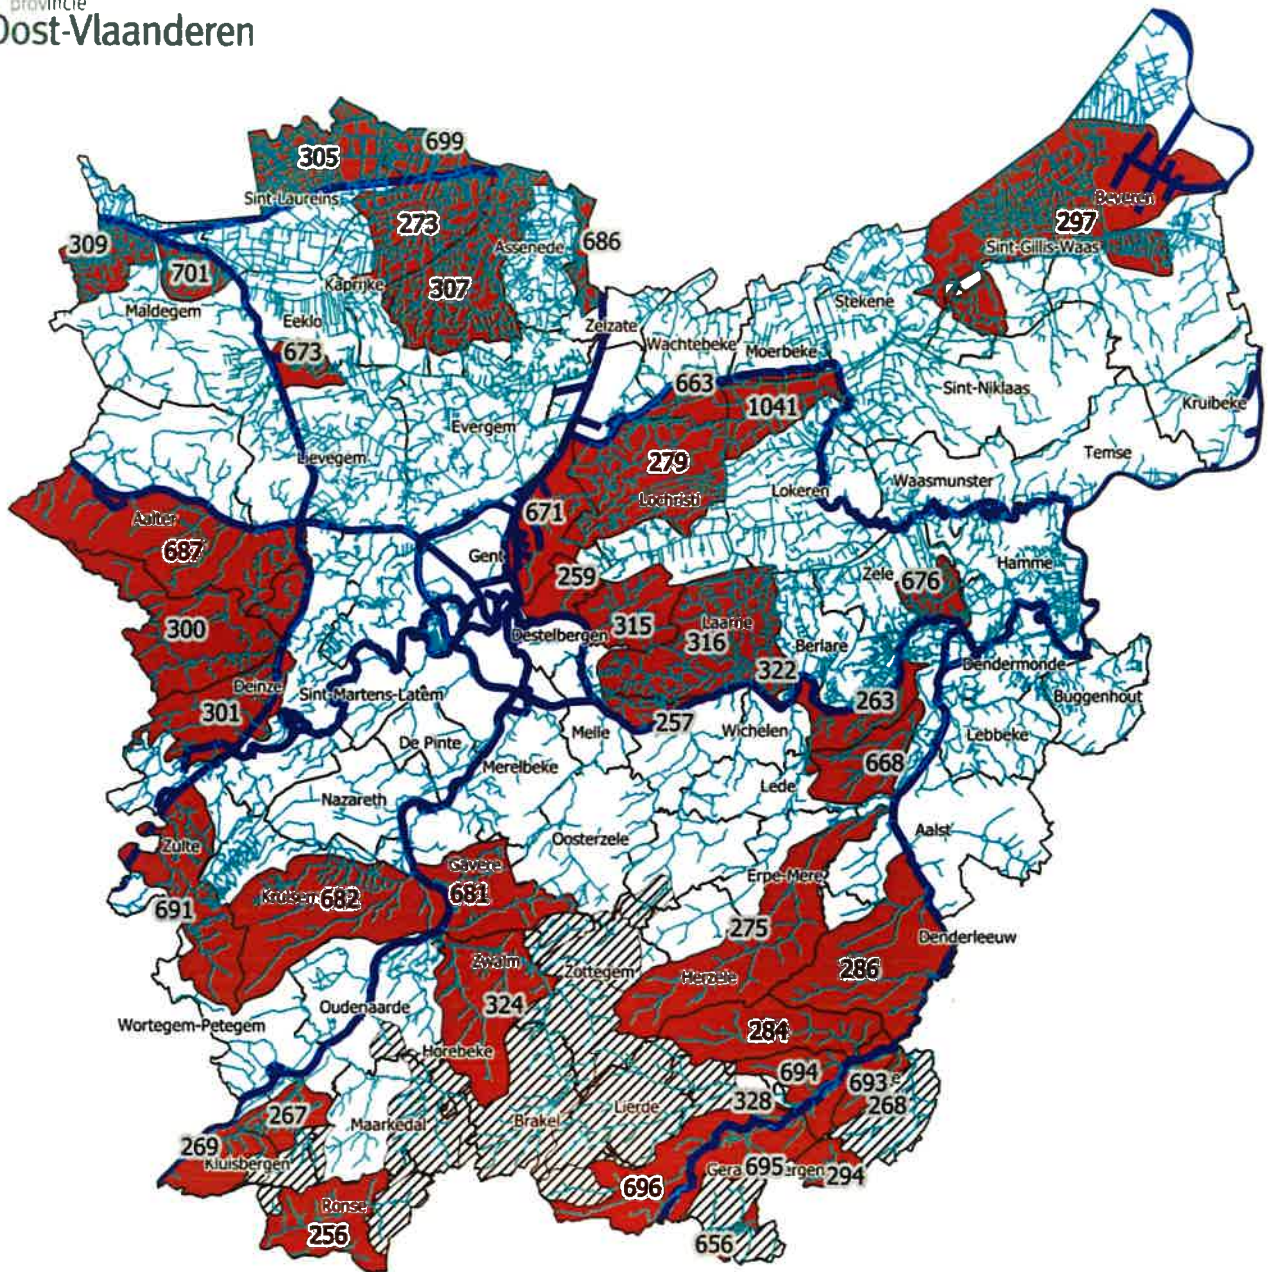 provincie
Oost-Vlaanderen
699
305
Sint-Laureins
Beveren
273
297
309
Assenede
686
Sint-Gillis-Waas
701
Kaprijke
307
Maldegem
Stekene
Eeklo
Zelzate
Wachtebeke
Moerbeke
673
663
Sint-Niklaas
1041
Kruibeke
Evergem
Lievegem
279
Temse
Lochristi
Lokeren
Waasmunster
Aalter
671
687
Gent
259
Zele
676
Hamme
300
Destelbergen
315
Laarne
316
Berlare
322
Dendermonde
Deinze
Sint-Martens-Latem
263
Buggenhout
301
257
Wichelen
Melle
De Pinte
Lebbeke
Merelbeke
668
Lede
Nazareth
Aalst
Oosterzele
Zulte
Gavere
Erpe-Mere
Kruisem
682
681
691
275
Denderleeuw
Zwalm
Zottegem
Herzele
286
324
Oudenaarde
Wortegem-Petegem
284
Horebeke
694
693
328
268
267
Maarkedal
Brakel
Lierde
269
Kluisbergen
695
294
696
Ronse
256
656